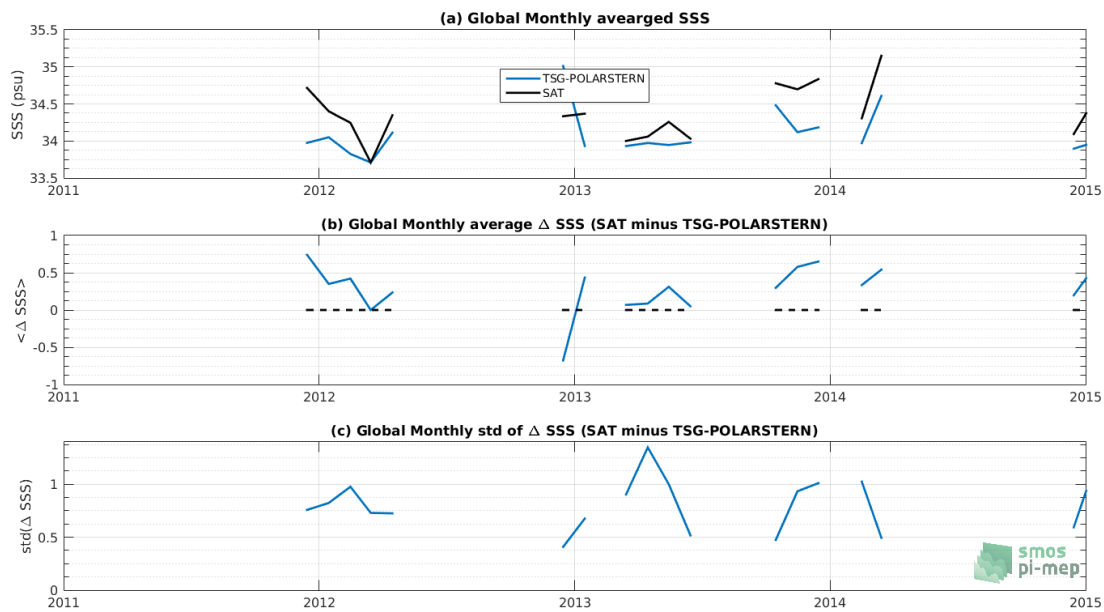 (a) Global Monthly avearged SSS
35.5
35
34.5
34
33.5
SSS (psu)
TSG-POLARSTERN
SAT
2011
2012
2013
2014
2015
(b) Global Monthly average Δ SSS (SAT minus TSG-POLARSTERN)
1
0.5
0
-0.5
-1
<Δ SSS>
2011
2012
2013
2014
2015
(c) Global Monthly std of Δ SSS (SAT minus TSG-POLARSTERN)
1
0.5
0
std(Δ SSS)
2011
2012
2013
2014
2015
smos
pi-mep